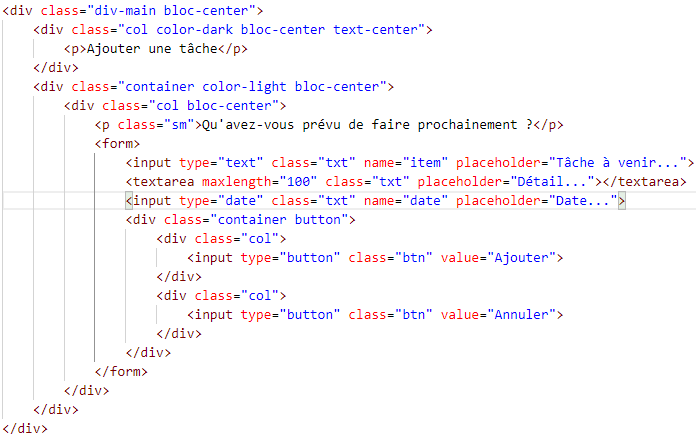 <div class="div-main bloc-center">
    <div class="col color-dark bloc-center text-center">
        <p>Ajouter une tâche</p>
    </div>
    <div class="container color-light bloc-center">
        <div class="col bloc-center">
            <p class="sm">Qu'avez-vous prévu de faire prochainement ?</p>
            <form>
                <input type="text" class="txt" name="item" placeholder="Tâche à venir...">
                <textarea maxlength="100" class="txt" placeholder="Détail..."></textarea>
                <input type="date" class="txt" name="date" placeholder="Date...">
                <div class="container button">
                    <div class="col">
                        <input type="button" class="btn" value="Ajouter">
                    </div>
                    <div class="col">
                        <input type="button" class="btn" value="Annuler">
                    </div>
                </div>
            </form>
        </div>
    </div>
</div>